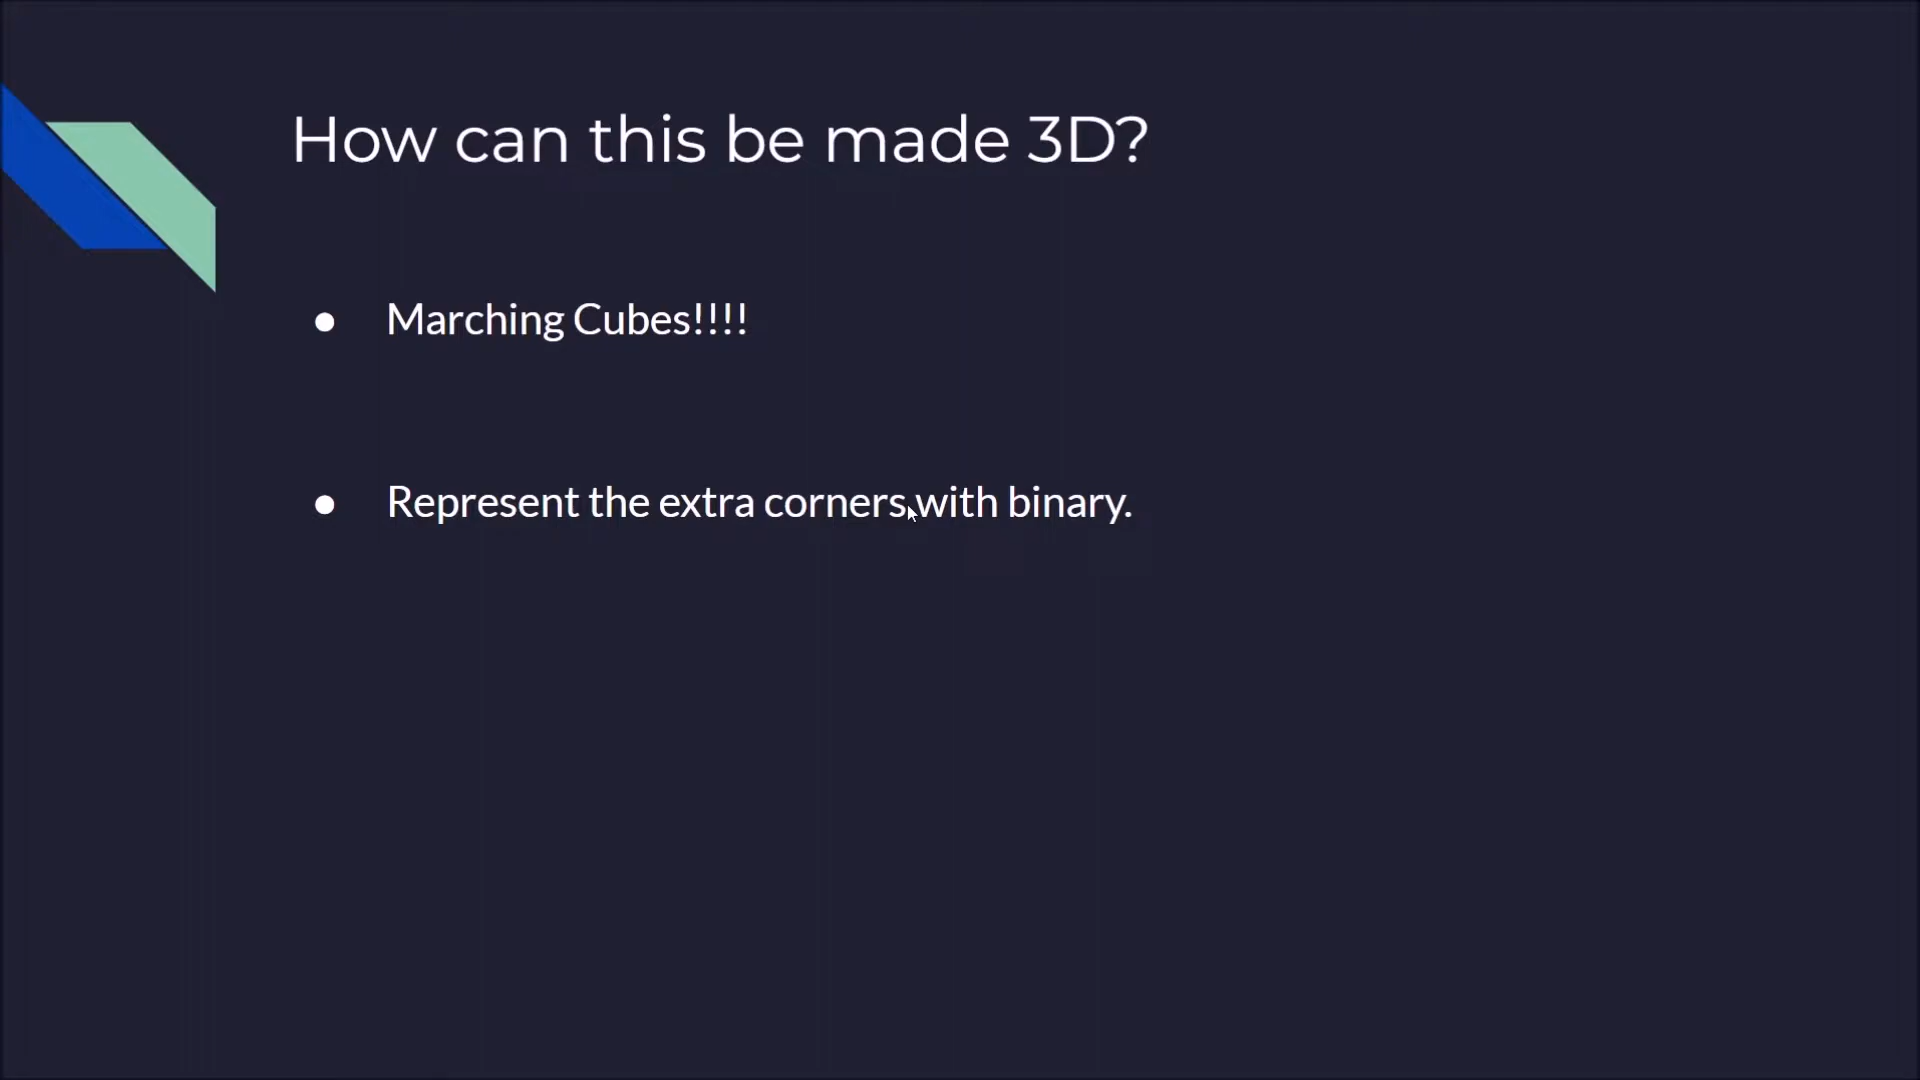 How can this be made 3D?
● Marching Cubes!!!!
● Represent the extra corners with binary.